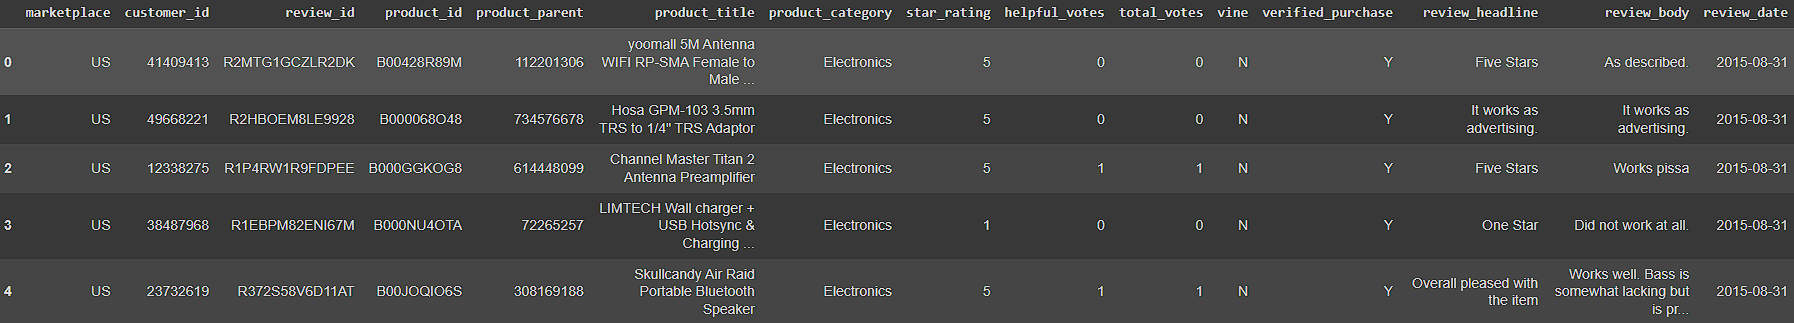 marketplace customer_id review_id product_id product_parent product_title product_category star_rating helpful_votes total_votes vine verified_purchase review_headline review_body review_date
0 US 41409413 R2MTG1GCZLR2DK B00428R89M 112201306 yoomall 5M Antenna WIFI RP-SMA Female to Male ... Electronics 5 0 0 N Y Five Stars As described. 2015-08-31
1 US 49668221 R2HBOEM8LE9928 B000068O48 734576678 Hosa GPM-103 3.5mm TRS to 1/4" TRS Adaptor Electronics 5 0 0 N Y It works as advertising. It works as advertising. 2015-08-31
2 US 12338275 R1P4RW1R9FDPEE B000GGKOG8 614448099 Channel Master Titan 2 Antenna Preamplifier Electronics 5 1 1 N Y Five Stars Works pissa 2015-08-31
3 US 38487968 R1EBPM82ENI67M B000NU4OTA 72265257 LIMTECH Wall charger + USB Hotsync & Charging ... Electronics 1 0 0 N Y One Star Did not work at all. 2015-08-31
4 US 23732619 R372S58V6D11AT B00JOQIO6S 308169188 Skullcandy Air Raid Portable Bluetooth Speaker Electronics 5 1 1 N Y Overall pleased with the item Works well. Bass is somewhat lacking but is pr... 2015-08-31